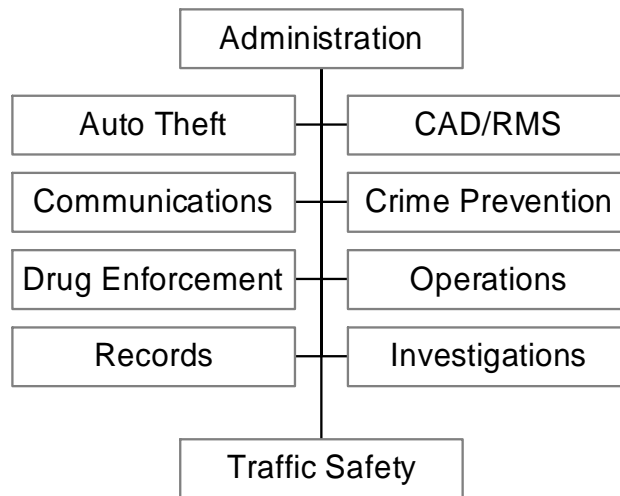 Administration
Auto Theft
CAD/RMS
Communications
Crime Prevention
Drug Enforcement
Operations
Records
Investigations
Traffic Safety